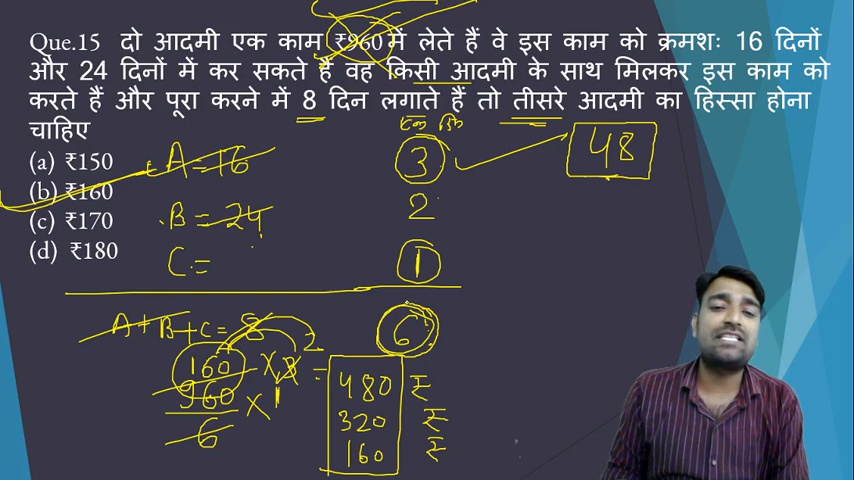 Que.15 दो आदमी एक काम ₹960 में लेते हैं वे इस काम को क्रमशः 16 दिनों
और 24 दिनों में कर सकते हैं वह किसी आदमी के साथ मिलकर इस काम को
करते हैं और पूरा करने में 8 दिन लगाते हैं तो तीसरे आदमी का हिस्सा होना
चाहिए
(a) ₹150
(b) ₹160
(c) ₹170
(d) ₹180
A = 16
3
48
B = 24
2
C =
1
A + B + C = 8
6
160
960
6
X 1
2
=
480 ₹
320 ₹
160 ₹